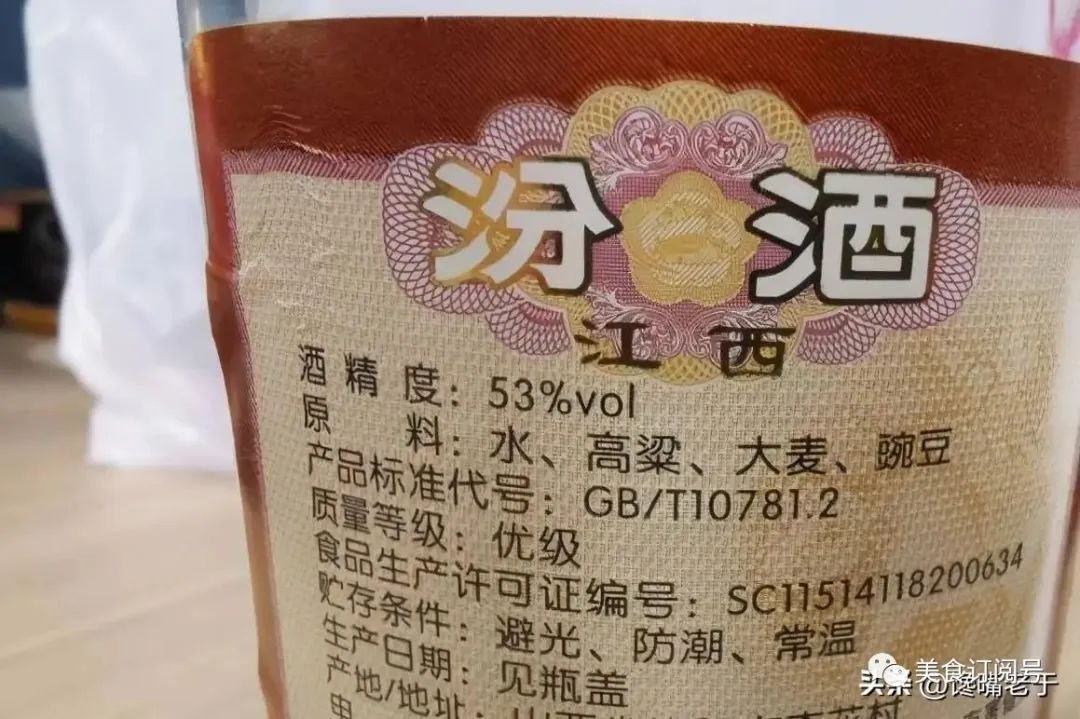 汾酒
江西
酒精度：53%vol
原料：水、高粱、大麦、豌豆
产品标准代号：GB/T10781.2
质量等级：优级
食品生产许可证编号：SC11514118200634
贮存条件：避光、防潮、常温
生产日期：见瓶盖
产地/地址：山西
美食订阅号
头条@馋嘴老于